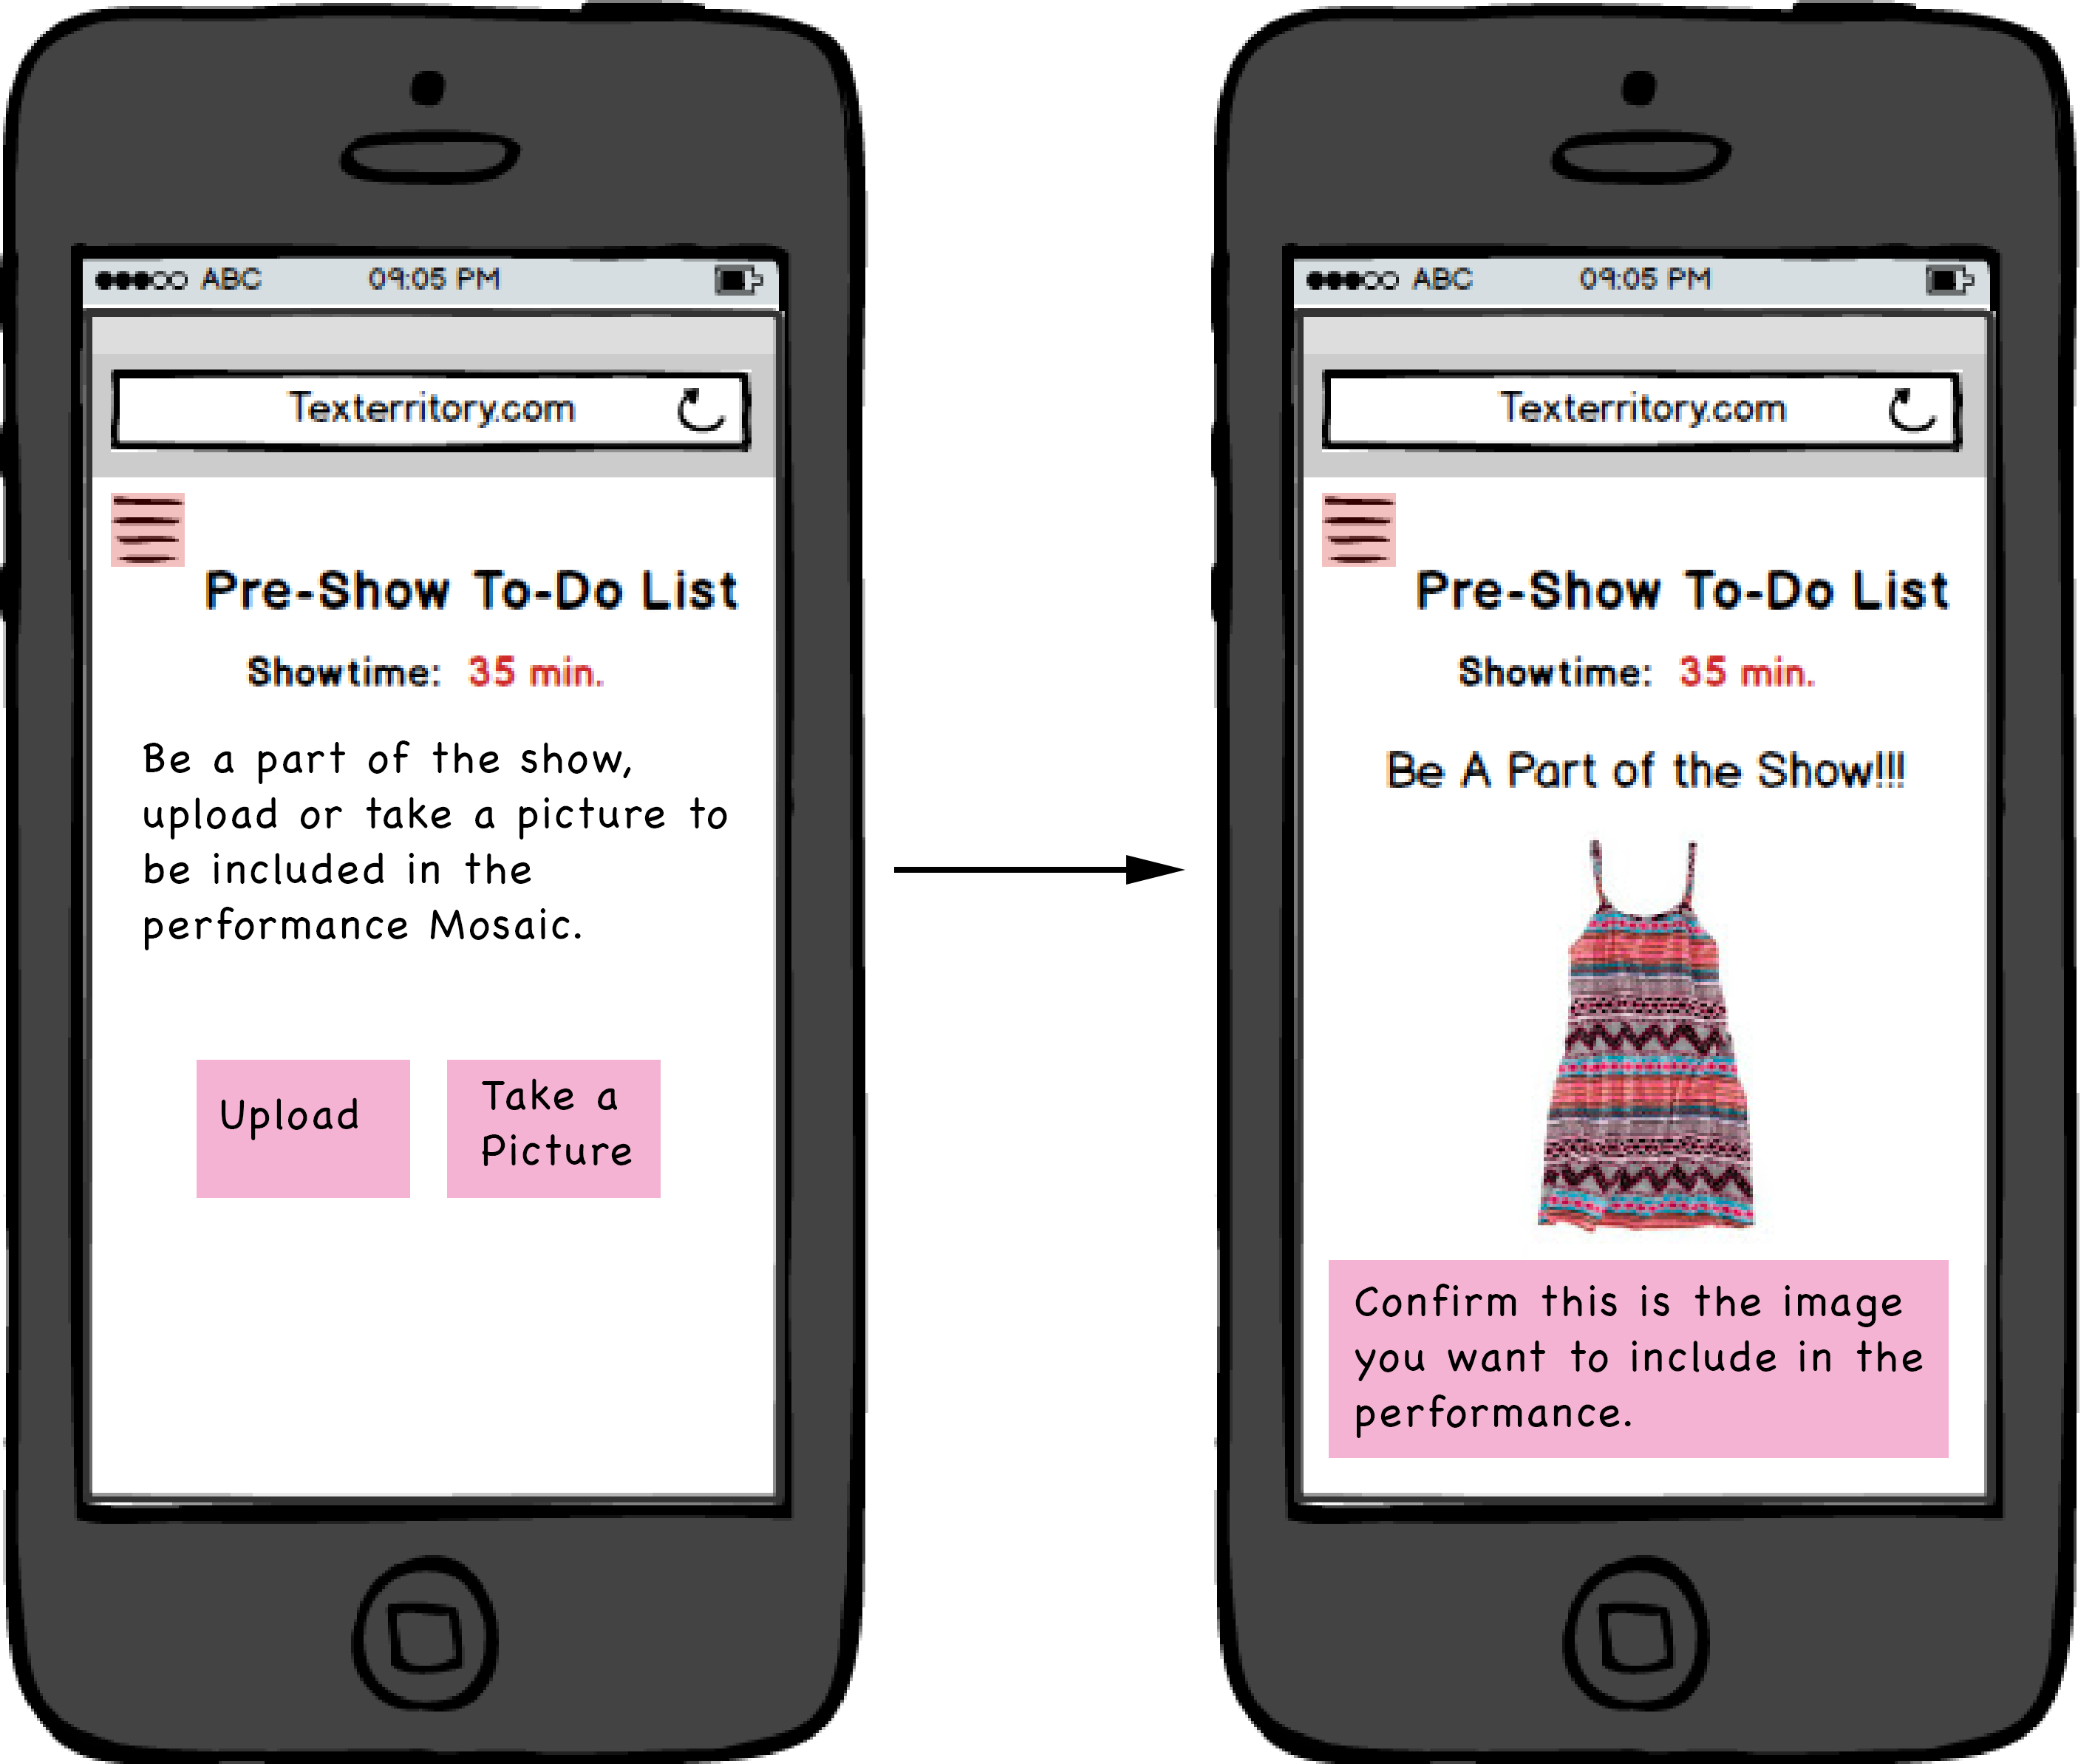 ABC 09:05 PM
Texterritory.com
Pre-Show To-Do List
Showtime: 35 min.
Be a part of the show,
upload or take a picture to
be included in the
performance Mosaic.
Upload
Take a
Picture
ABC 09:05 PM
Texterritory.com
Pre-Show To-Do List
Showtime: 35 min.
Be A Part of the Show!!!
Confirm this is the image
you want to include in the
performance.